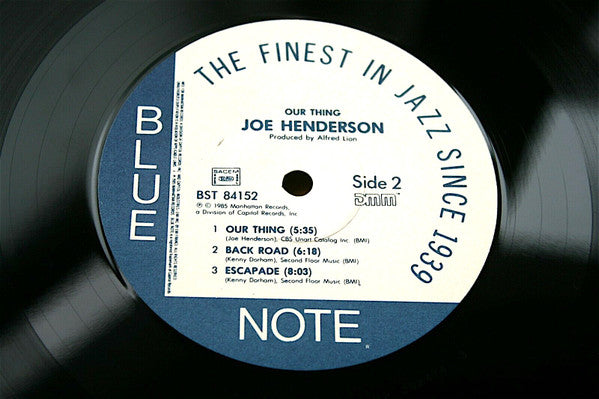 THE FINEST IN JAZZ SINCE 1939
BLUE
NOTE
OUR THING
JOE HENDERSON
Produced by Alfred Lion
SACEM
BST 84152
Side 2
DMM
℗ © 1985 Manhattan Records,
a Division of Capitol Records, Inc
1 OUR THING (5:35)
(Joe Henderson), CBS Unart Catalog Inc. (BMI)
2 BACK ROAD (6:18)
(Kenny Dorham), Second Floor Music (BMI)
3 ESCAPADE (8:03)
(Kenny Dorham), Second Floor Music (BMI)